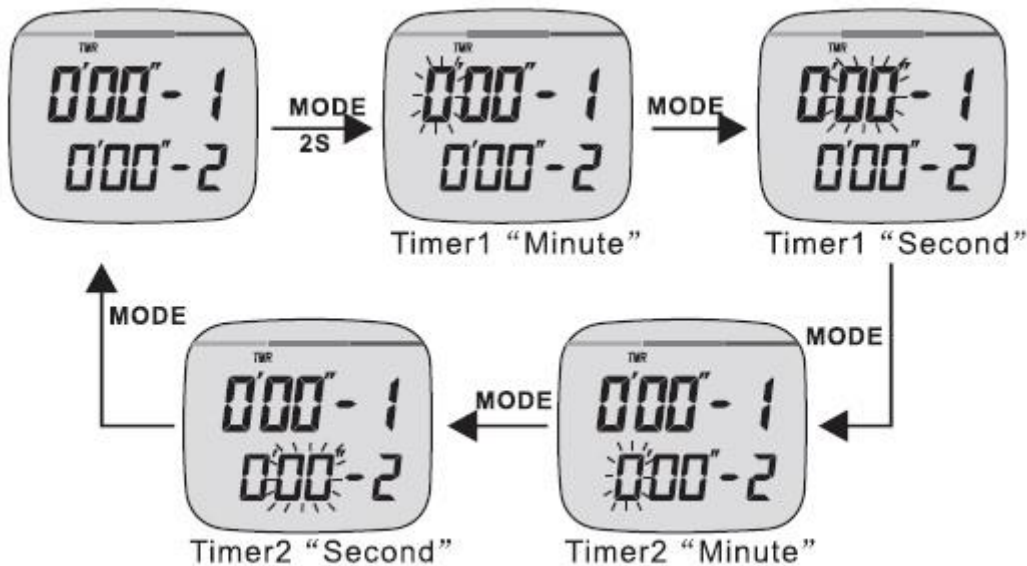 TMR
0'00"- 1
0'00"-2
MODE
2S
TMR
0'00"- 1
0'00"-2
Timer1 “Minute”
MODE
TMR
0'00"- 1
0'00"-2
Timer1 “Second”
MODE
TMR
0'00"- 1
0'00"-2
Timer2 “Minute”
MODE
TMR
0'00"- 1
0'00"-2
Timer2 “Second”
MODE